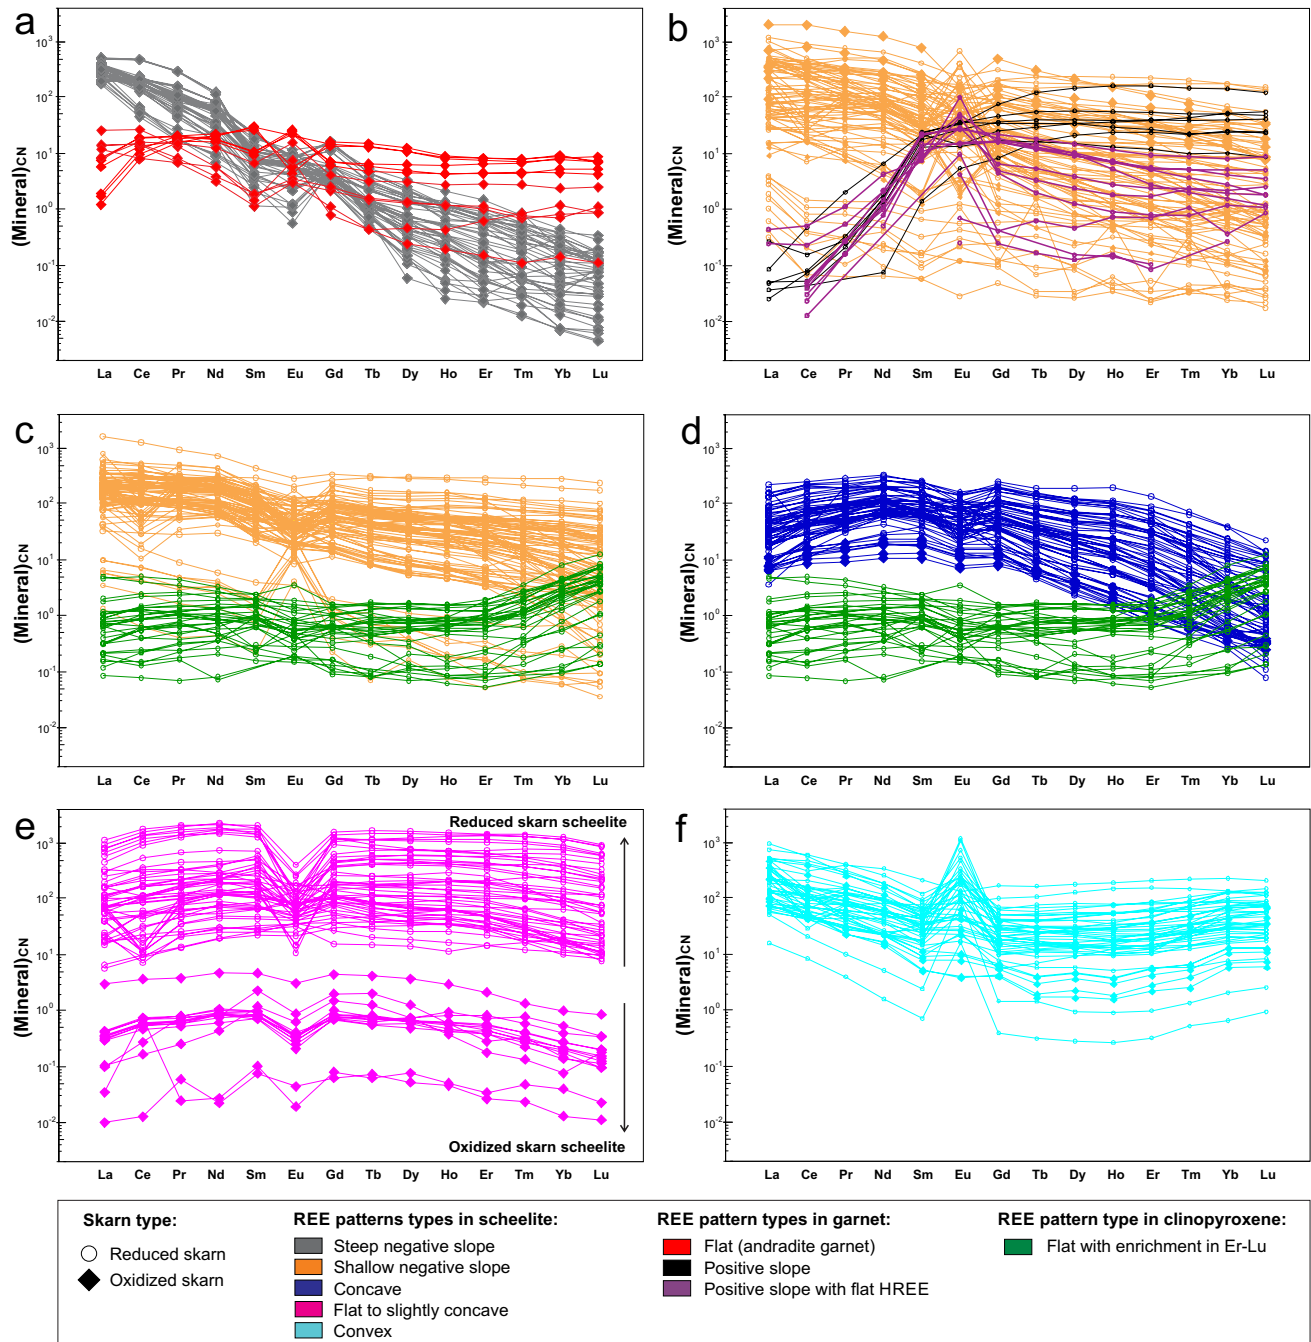 a
10³
10²
10¹
10⁰
10⁻¹
10⁻²
(Mineral)CN
La Ce Pr Nd Sm Eu Gd Tb Dy Ho Er Tm Yb Lu
b
10³
10²
10¹
10⁰
10⁻¹
10⁻²
(Mineral)CN
La Ce Pr Nd Sm Eu Gd Tb Dy Ho Er Tm Yb Lu
c
10³
10²
10¹
10⁰
10⁻¹
10⁻²
(Mineral)CN
La Ce Pr Nd Sm Eu Gd Tb Dy Ho Er Tm Yb Lu
d
10³
10²
10¹
10⁰
10⁻¹
10⁻²
(Mineral)CN
La Ce Pr Nd Sm Eu Gd Tb Dy Ho Er Tm Yb Lu
e
10³
10²
10¹
10⁰
10⁻¹
10⁻²
(Mineral)CN
Reduced skarn scheelite
Oxidized skarn scheelite
La Ce Pr Nd Sm Eu Gd Tb Dy Ho Er Tm Yb Lu
f
10³
10²
10¹
10⁰
10⁻¹
10⁻²
(Mineral)CN
La Ce Pr Nd Sm Eu Gd Tb Dy Ho Er Tm Yb Lu
Skarn type:
Reduced skarn
Oxidized skarn
REE patterns types in scheelite:
Steep negative slope
Shallow negative slope
Concave
Flat to slightly concave
Convex
REE pattern types in garnet:
Flat (andradite garnet)
Positive slope
Positive slope with flat HREE
REE pattern type in clinopyroxene:
Flat with enrichment in Er-Lu